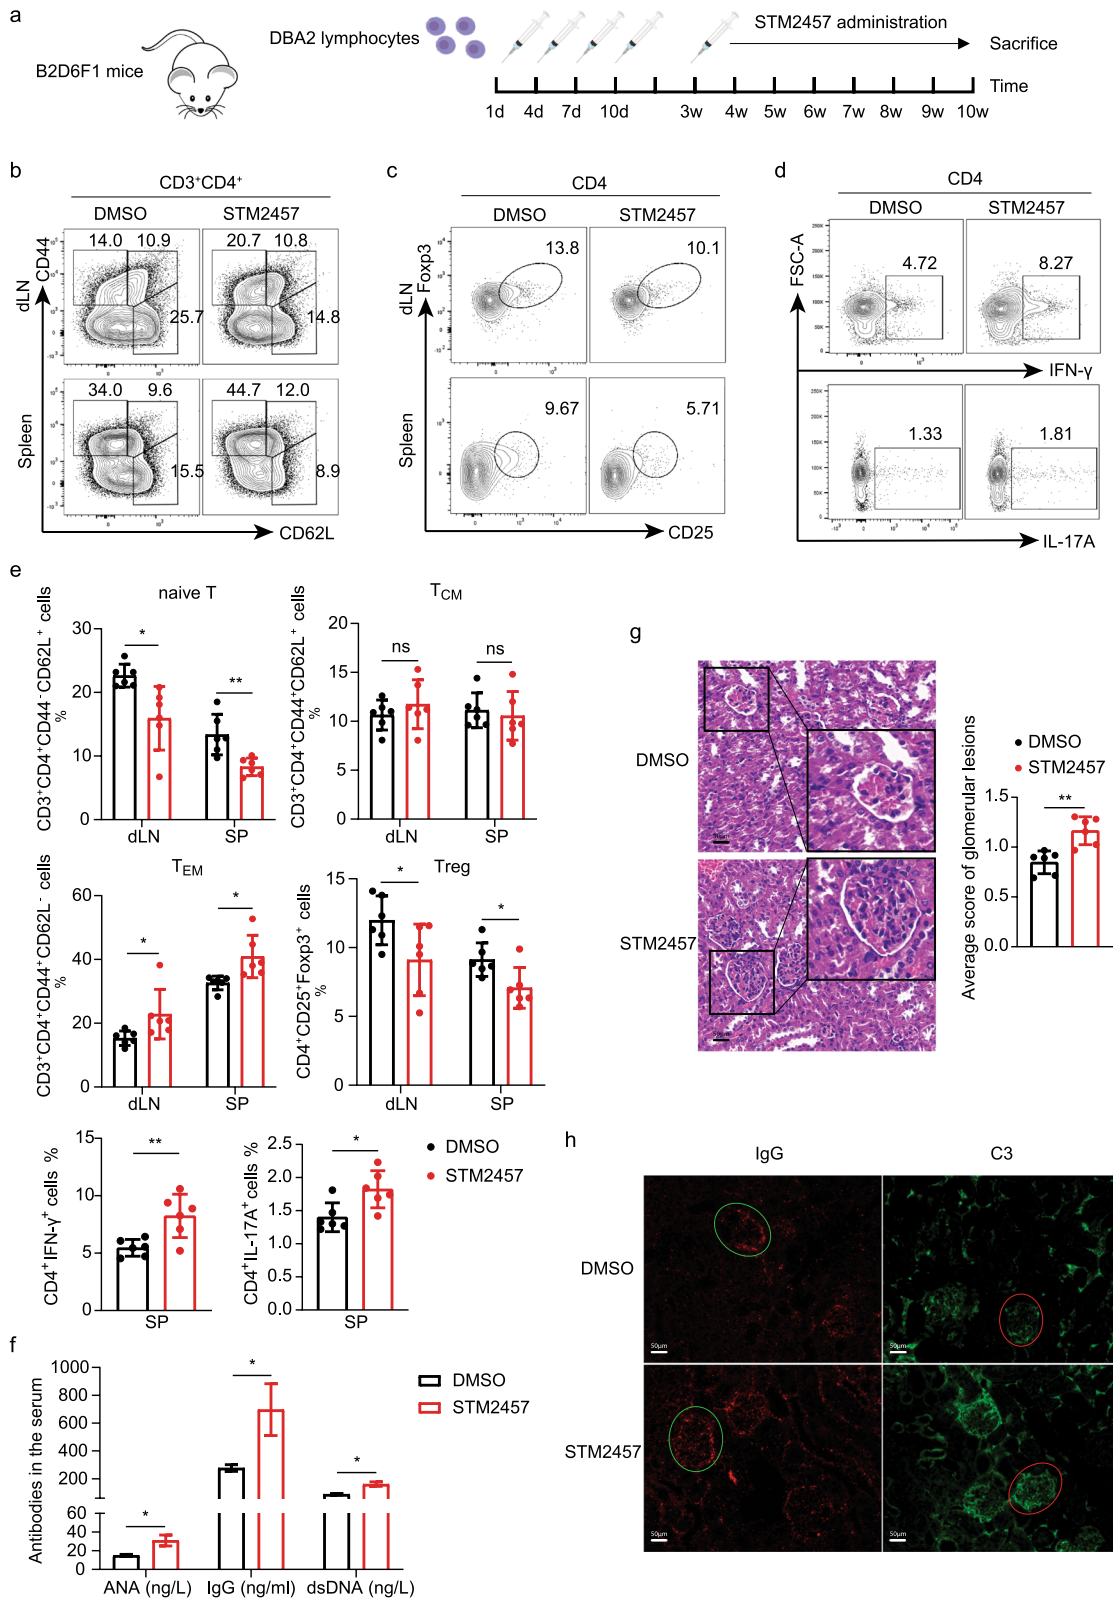 a
B2D6F1 mice
DBA2 lymphocytes
STM2457 administration
Sacrifice
Time
1d 4d 7d 10d 3w 4w 5w 6w 7w 8w 9w 10w
b
CD3⁺CD4⁺
DMSO STM2457
14.0 10.9 20.7 10.8
25.7 14.8
dLN
CD44
34.0 9.6 44.7 12.0
15.5 8.9
Spleen
CD62L
c
CD4
DMSO STM2457
13.8 10.1
dLN
Foxp3
9.67 5.71
Spleen
CD25
d
CD4
DMSO STM2457
4.72 8.27
FSC-A
IFN-γ
1.33 1.81
IL-17A
e
naive T
CD3⁺CD4⁺CD44⁻CD62L⁺ cells
%
30
20
10
0
* **
dLN SP
T_CM
CD3⁺CD4⁺CD44⁺CD62L⁺ cells
%
20
15
10
5
0
ns ns
dLN SP
T_EM
CD3⁺CD4⁺CD44⁺CD62L⁻ cells
%
60
40
20
0
* *
dLN SP
Treg
CD4⁺CD25⁺Foxp3⁺ cells
%
15
10
5
0
* *
dLN SP
CD4⁺IFN-γ⁺ cells %
15
10
5
0
**
SP
CD4⁺IL-17A⁺ cells %
2.5
2.0
1.5
1.0
0.5
0.0
*
SP
DMSO
STM2457
f
Antibodies in the serum
1000
800
600
400
200
60
40
20
0
* * *
ANA (ng/L) IgG (ng/ml) dsDNA (ng/L)
DMSO
STM2457
g
DMSO
50μm
STM2457
50μm
DMSO
STM2457
Average score of glomerular lesions
1.5
1.0
0.5
0.0
**
h
IgG C3
DMSO
50μm 50μm
STM2457
50μm 50μm